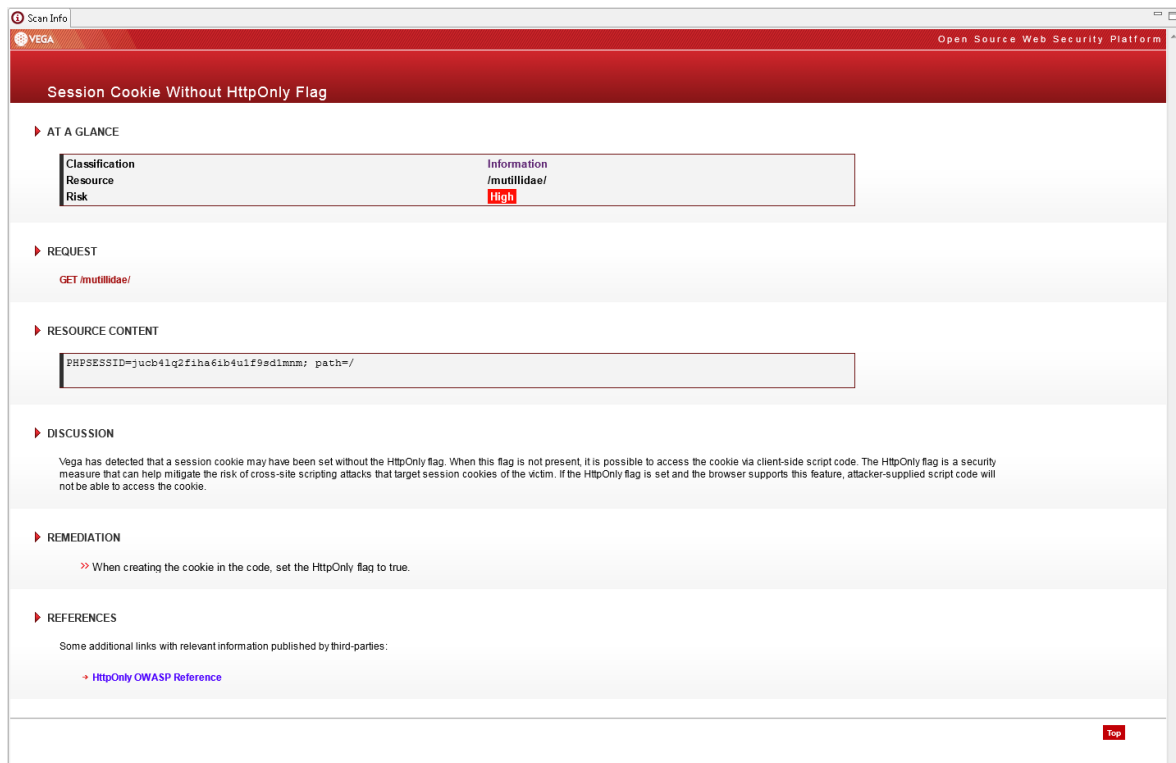 Scan Info
VEGA
Open Source Web Security Platform
Session Cookie Without HttpOnly Flag
AT A GLANCE
Classification Information
Resource /mutillidae/
Risk High
REQUEST
GET /mutillidae/
RESOURCE CONTENT
PHPSESSID=jucb4lq2fiha6ib4u1f9sd1mnm; path=/
DISCUSSION
Vega has detected that a session cookie may have been set without the HttpOnly flag. When this flag is not present, it is possible to access the cookie via client-side script code. The HttpOnly flag is a security
measure that can help mitigate the risk of cross-site scripting attacks that target session cookies of the victim. If the HttpOnly flag is set and the browser supports this feature, attacker-supplied script code will
not be able to access the cookie.
REMEDIATION
>> When creating the cookie in the code, set the HttpOnly flag to true.
REFERENCES
Some additional links with relevant information published by third-parties:
HttpOnly OWASP Reference
Top